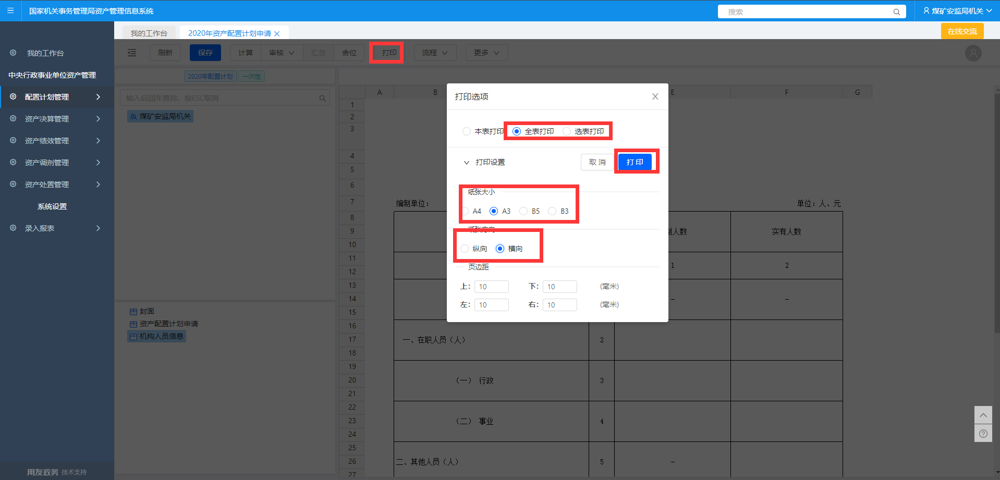 国家机关事务管理局资产管理信息系统
搜索
煤矿安监局机关
我的工作台
2020年资产配置计划申请
在线交流
刷新 保存 计算 审核 汇总 舍位 打印 流程 更多
我的工作台
中央行政事业单位资产管理
配置计划管理
资产决算管理
资产绩效管理
资产调剂管理
资产处置管理
系统设置
录入报表
用友政务 技术支持
2020年配置计划 一次性
输入后回车查找，按ESC取消
煤矿安监局机关
封面
资产配置计划申请
机构人员信息
A B E F G
1
2
3
4
5
6
7
8
9
10
11
12
13
14
15
16
17
18
19
20
21
22
23
24
25
26
27
编制单位：
单位：人、元
制人数 实有人数
1 2
– –
一、在职人员（人） 2
（一） 行政 3
（二） 事业 4
二、其他人员（人） 5 –
打印选项
本表打印 全表打印 选表打印
打印设置 取 消 打 印
纸张大小
A4 A3 B5 B3
纸张方向
纵向 横向
页边距
上： 10 下： 10 (毫米)
左： 10 右： 10 (毫米)